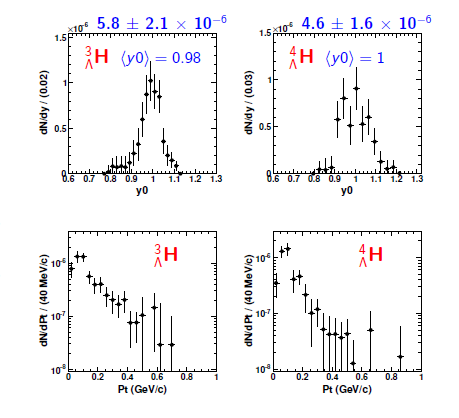 5.8 ± 2.1 × 10⁻⁶
×10⁻⁶
³ΛH ⟨y0⟩ = 0.98
dN/dy / (0.02)
1.5
1
0.5
0
0.6 0.7 0.8 0.9 1 1.1 1.2 1.3
y0
4.6 ± 1.6 × 10⁻⁶
×10⁻⁶
⁴ΛH ⟨y0⟩ = 1
dN/dy / (0.03)
1.5
1
0.5
0
0.6 0.7 0.8 0.9 1 1.1 1.2 1.3
y0
³ΛH
dN/dPt / (40 MeV/c)
10⁻⁶
10⁻⁷
10⁻⁸
0 0.2 0.4 0.6 0.8 1
Pt (GeV/c)
⁴ΛH
dN/dPt / (40 MeV/c)
10⁻⁶
10⁻⁷
10⁻⁸
0 0.2 0.4 0.6 0.8 1
Pt (GeV/c)